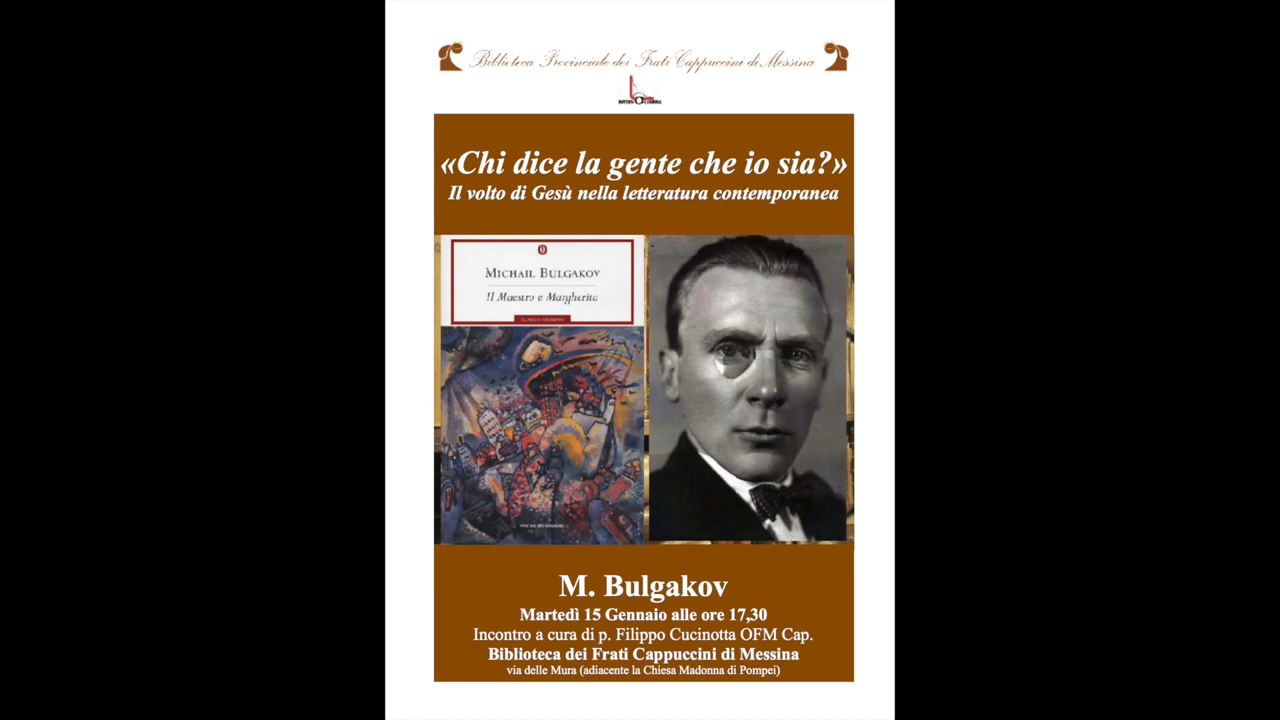 Biblioteca Provinciale dei Frati Cappuccini di Messina
«Chi dice la gente che io sia?»
Il volto di Gesù nella letteratura contemporanea
MICHAIL BULGAKOV
Il Maestro e Margherita
M. Bulgakov
Martedì 15 Gennaio alle ore 17,30
Incontro a cura di p. Filippo Cucinotta OFM Cap.
Biblioteca dei Frati Cappuccini di Messina
via delle Mura (adiacente la Chiesa Madonna di Pompei)